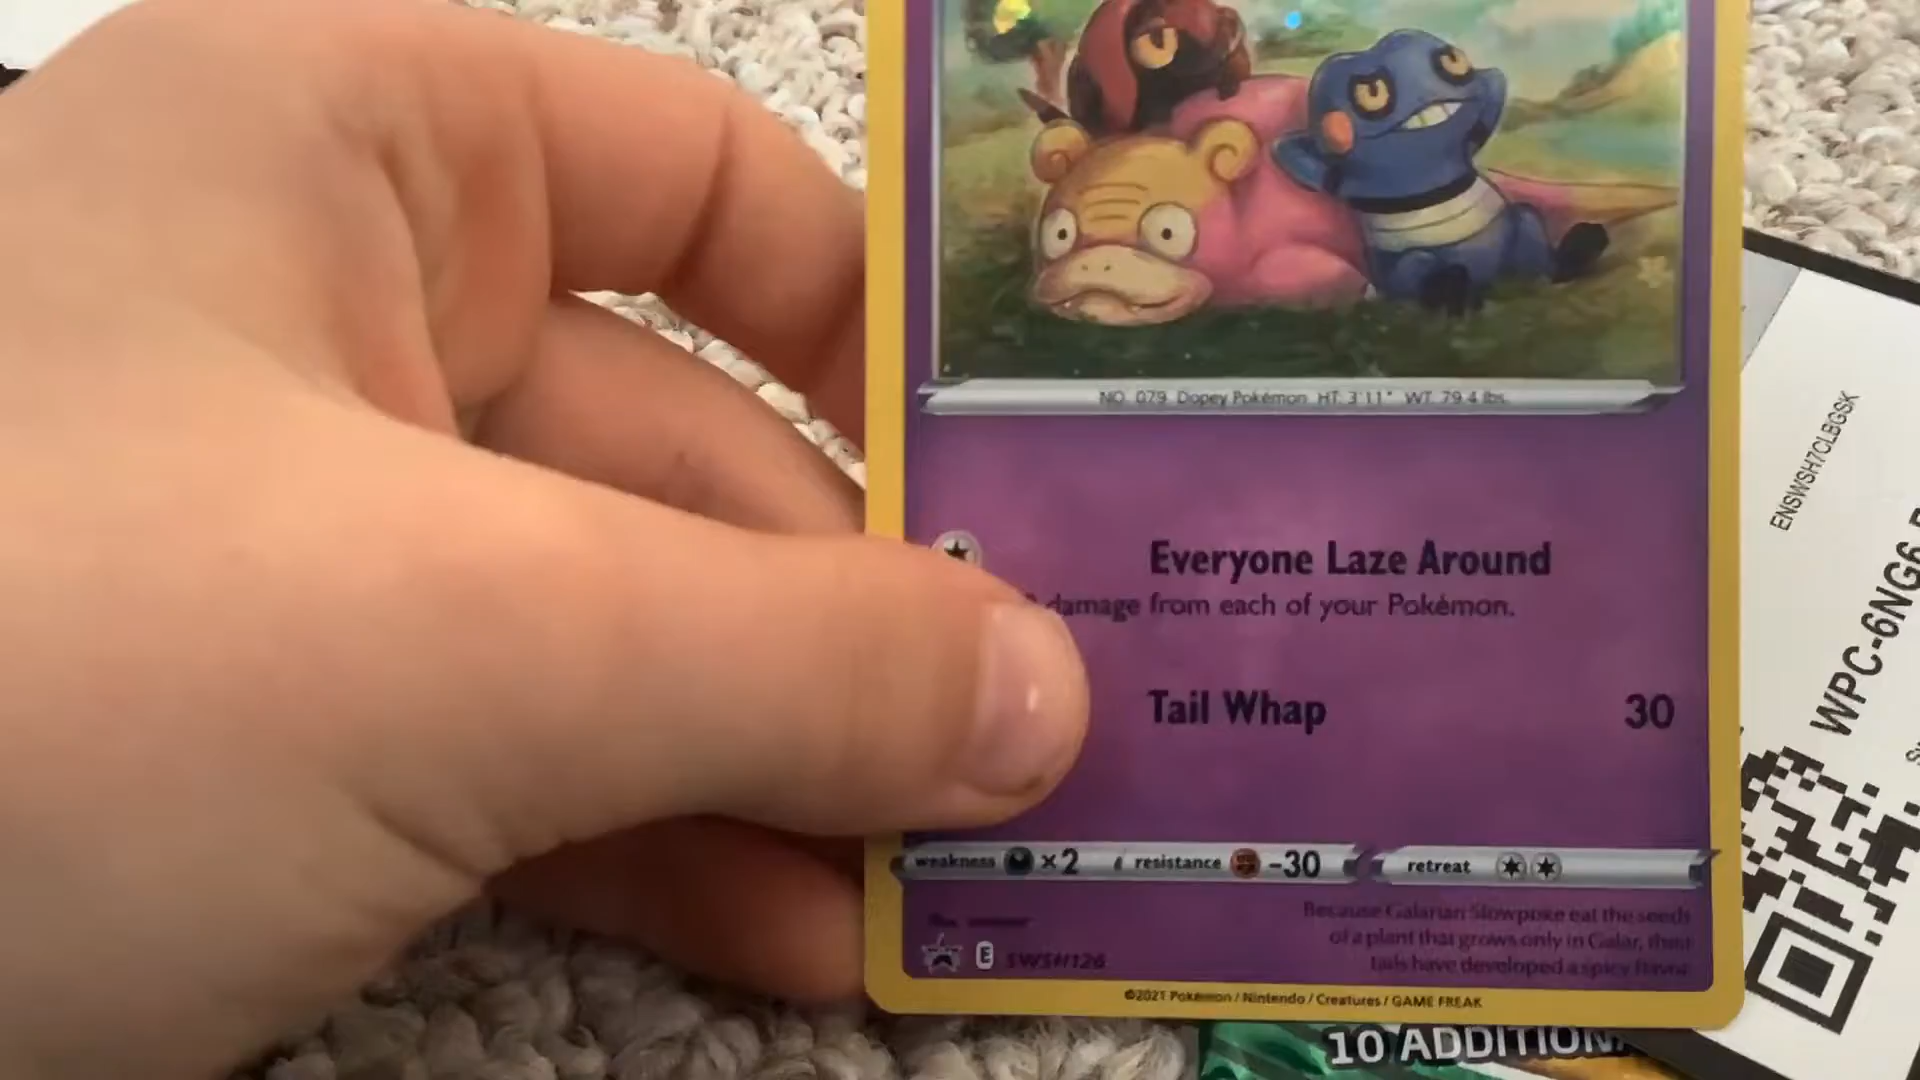 NO. 079 Dopey Pokémon HT: 3'11" WT: 79.4 lbs.
Everyone Laze Around
damage from each of your Pokémon.
Tail Whap 30
weakness ×2 resistance -30 retreat
Because Galarian Slowpoke eat the seeds
of a plant that grows only in Galar, their
tails have developed a spicy flavor.
E SWSH126
©2021 Pokémon / Nintendo / Creatures / GAME FREAK
ENSWSH7CLBGSK
WPC-6NG6
10 ADDITION